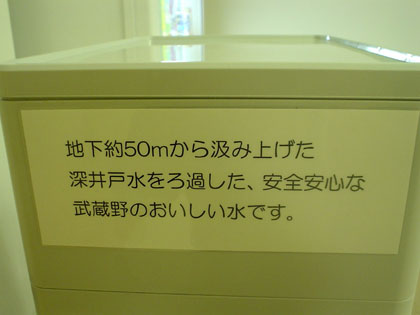 地下約50mから汲み上げた
深井戸水をろ過した、安全安心な
武蔵野のおいしい水です。